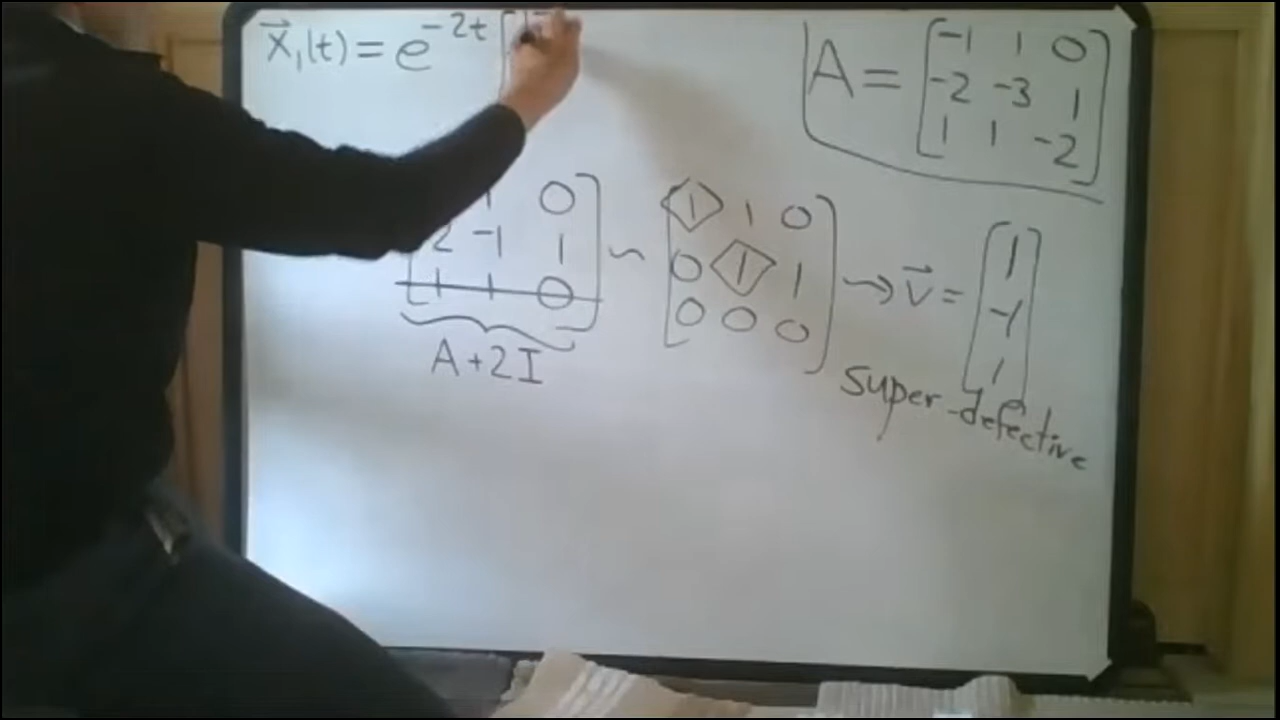 x⃗₁(t) = e⁻²ᵗ [
A = [ -1 1 0
-2 -3 1
1 1 -2 ]
1 0
2 -1 1
1 1 0 ]
~ [ 1 1 0
0 1 1
0 0 0 ]
→ v⃗ = [ 1
-1
1 ]
A + 2I
super-defective